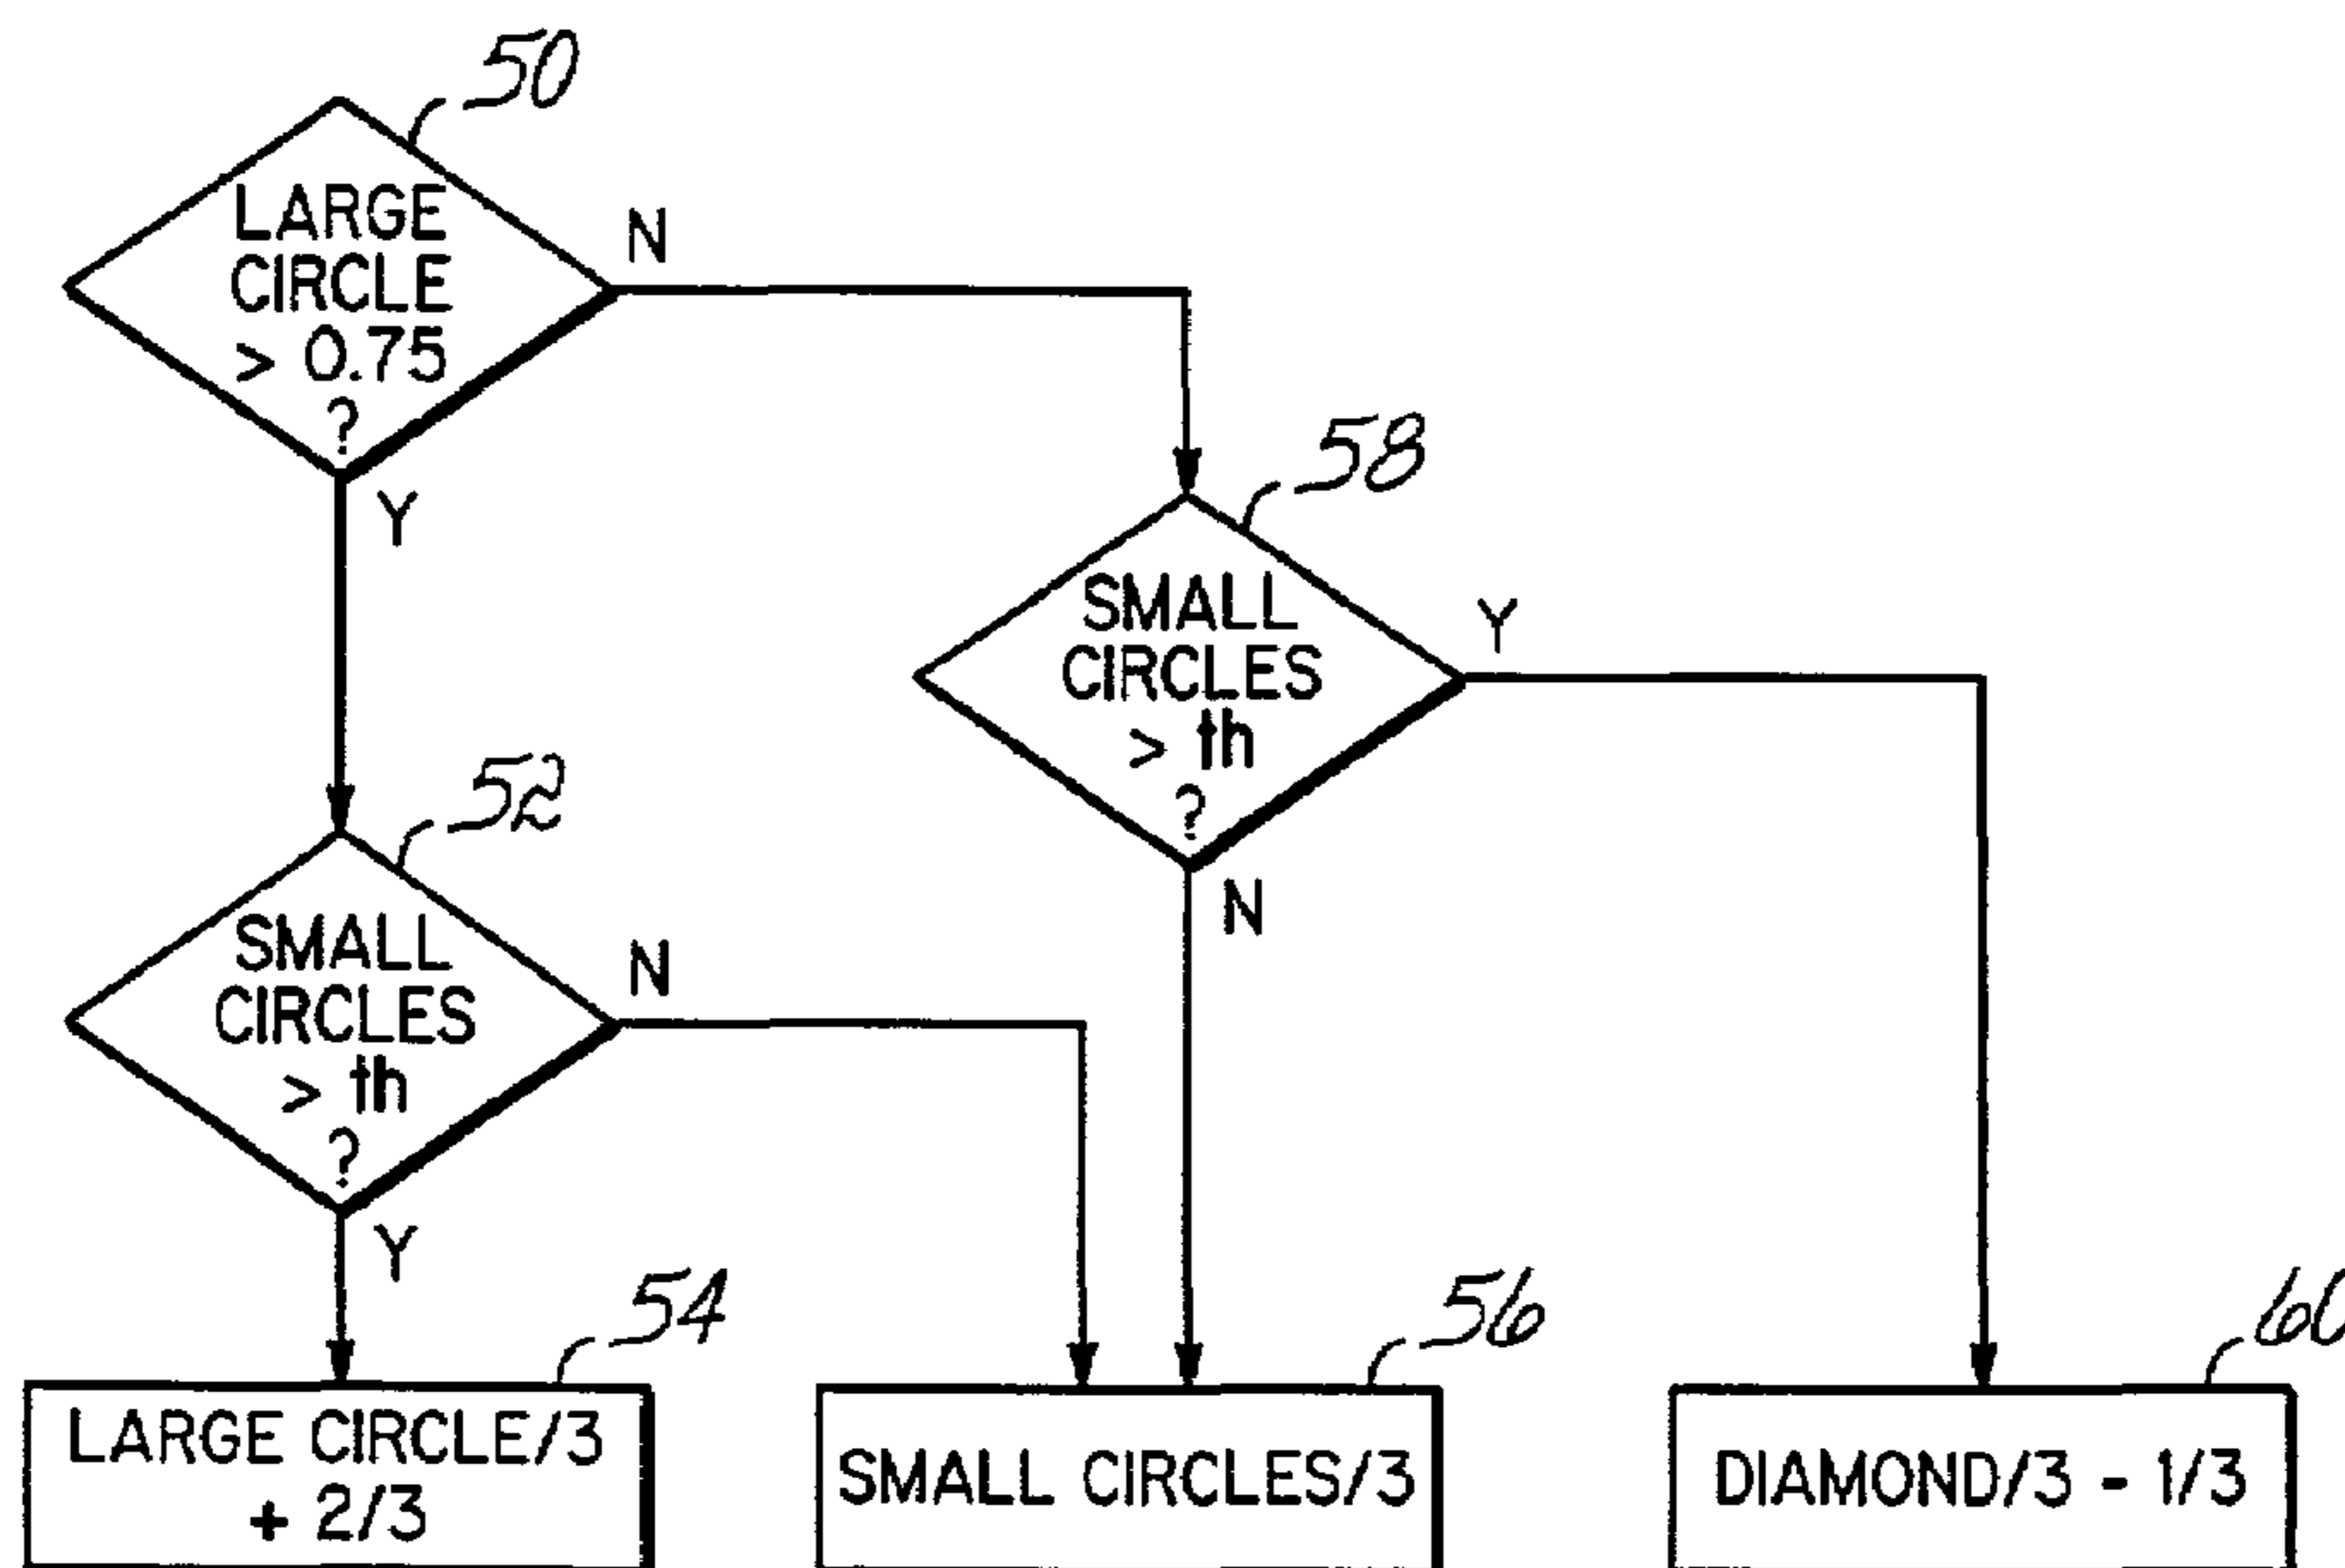 50
LARGE
CIRCLE
> 0.75
?
N
Y
58
SMALL
CIRCLES
> th
?
Y
N
52
SMALL
CIRCLES
> th
?
N
Y
54
LARGE CIRCLE/3
+ 2/3
56
SMALL CIRCLES/3
60
DIAMOND/3 - 1/3